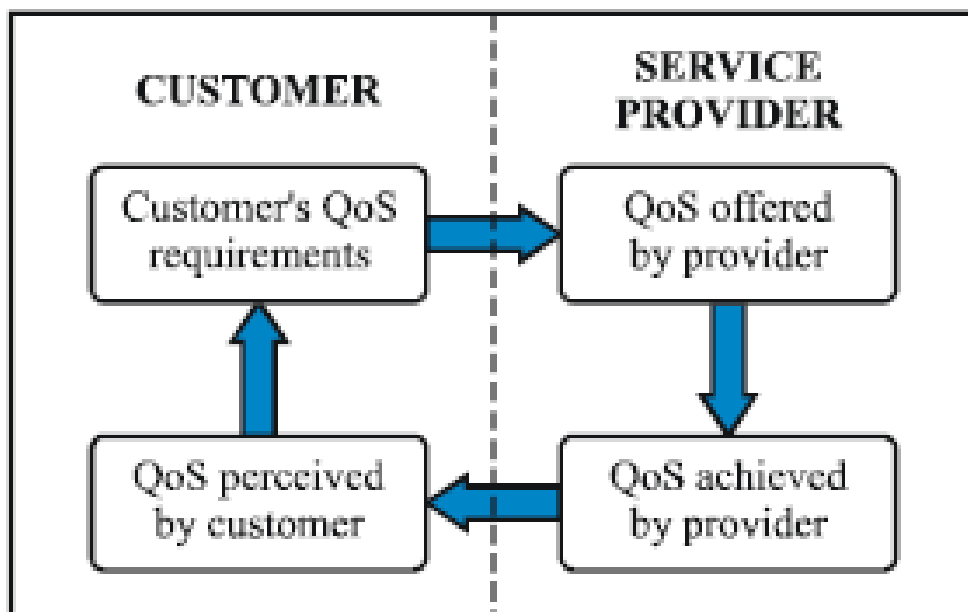 CUSTOMER
SERVICE
PROVIDER
Customer's QoS
requirements
QoS offered
by provider
QoS perceived
by customer
QoS achieved
by provider